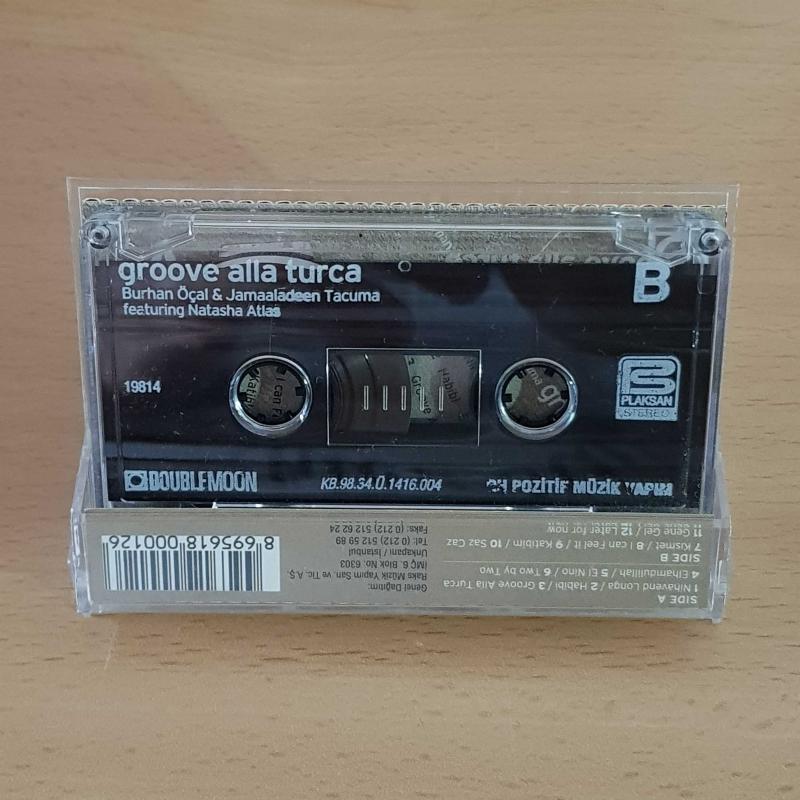 groove alla turca
B
Burhan Öçal & Jamaaladeen Tacuma
featuring Natasha Atlas
19814
I can F
Katibi
Habibi
Groove
PLAKSAN
STEREO
DOUBLEMOON
KB.98.34.Ü.1416.004
POZİTİF MÜZİK YAPIM
SIDE A
1 Nihavend Longa / 2 Habibi / 3 Groove Alla Turca
4 Elhamdulillah / 5 El Nino / 6 Two by Two
SIDE B
7 Kismet / 8 I can Feel it / 9 Katibim / 10 Saz Caz
11 Gene Gel / 12 Later for now
Genel Dağıtım:
Raks Müzik Yapım San. ve Tic. A.Ş.
İMÇ 6. Blok No. 6303
Unkapanı / İstanbul
Tel: (0.212) 512 59 89
Faks: (0.212) 512 62 24
8 695618 000126